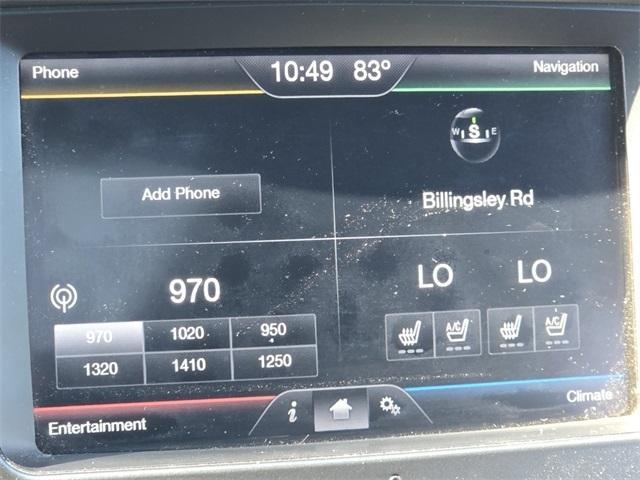 Phone 10:49 83° Navigation
W S E
Add Phone
Billingsley Rd
970
LO LO
970 1020 950
A/C A/C
1320 1410 1250
Entertainment i Climate